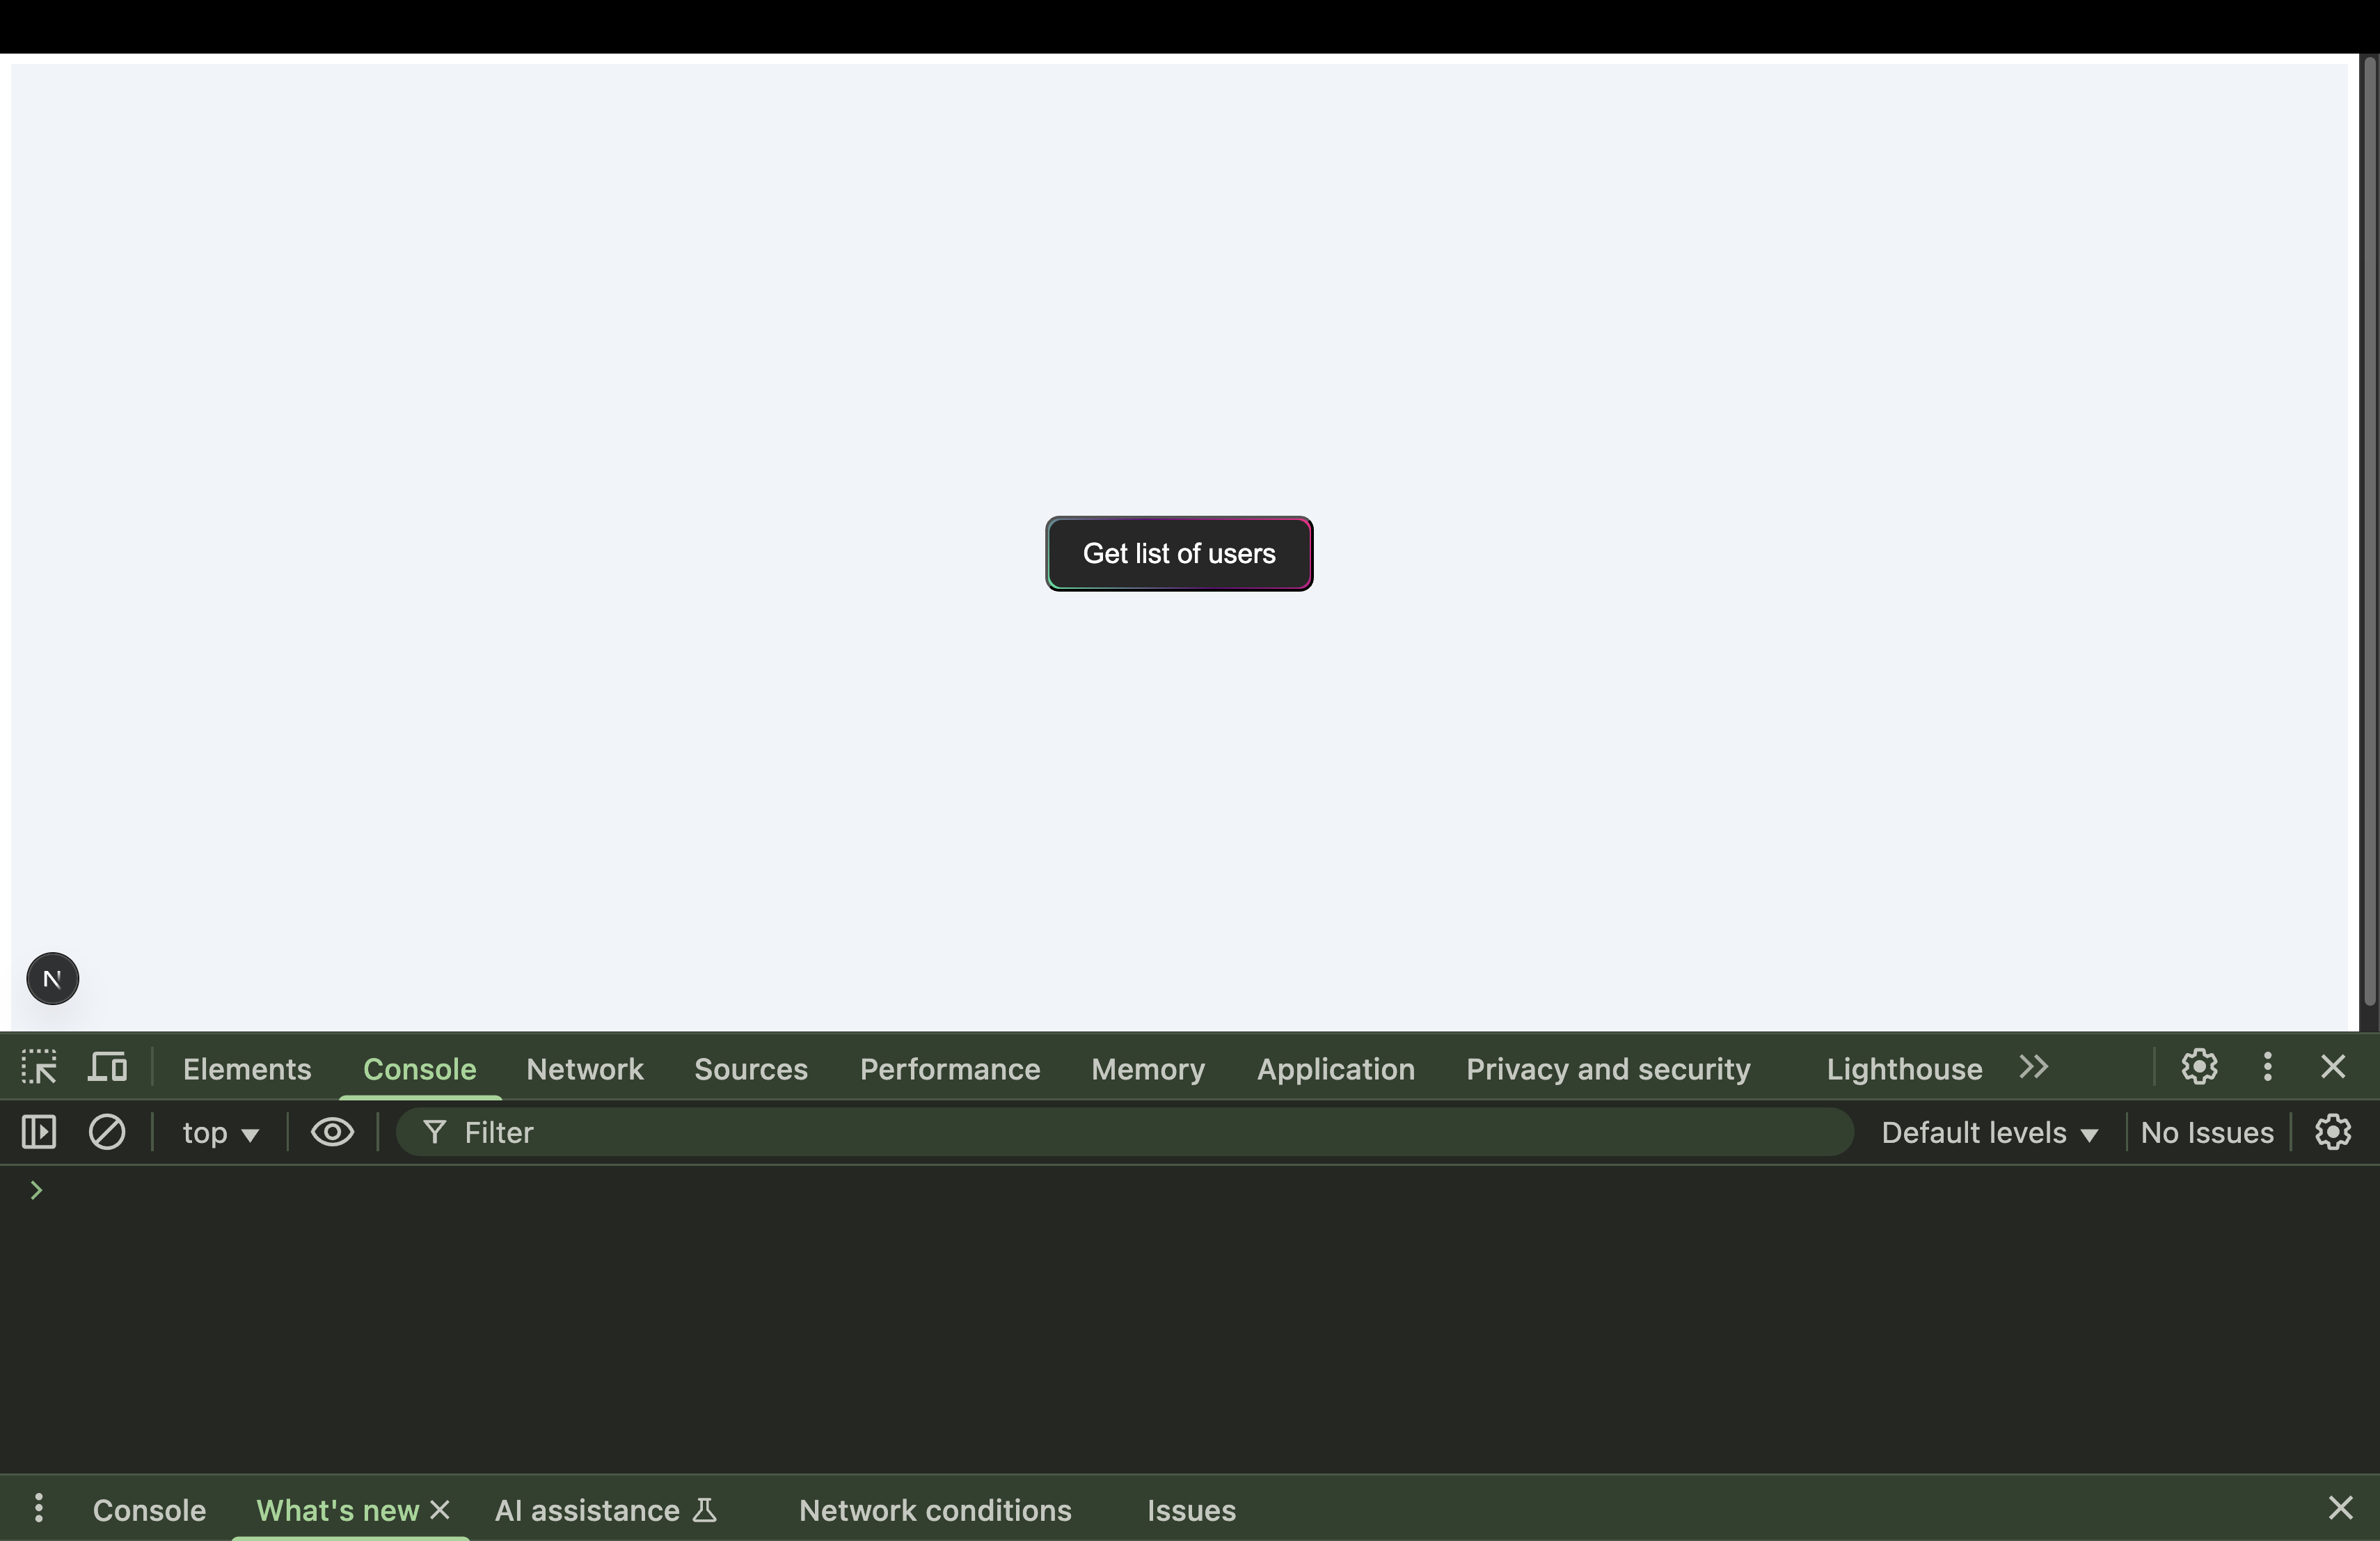 Get list of users
N
Elements Console Network Sources Performance Memory Application Privacy and security Lighthouse
top Filter Default levels No Issues
Console What's new AI assistance Network conditions Issues